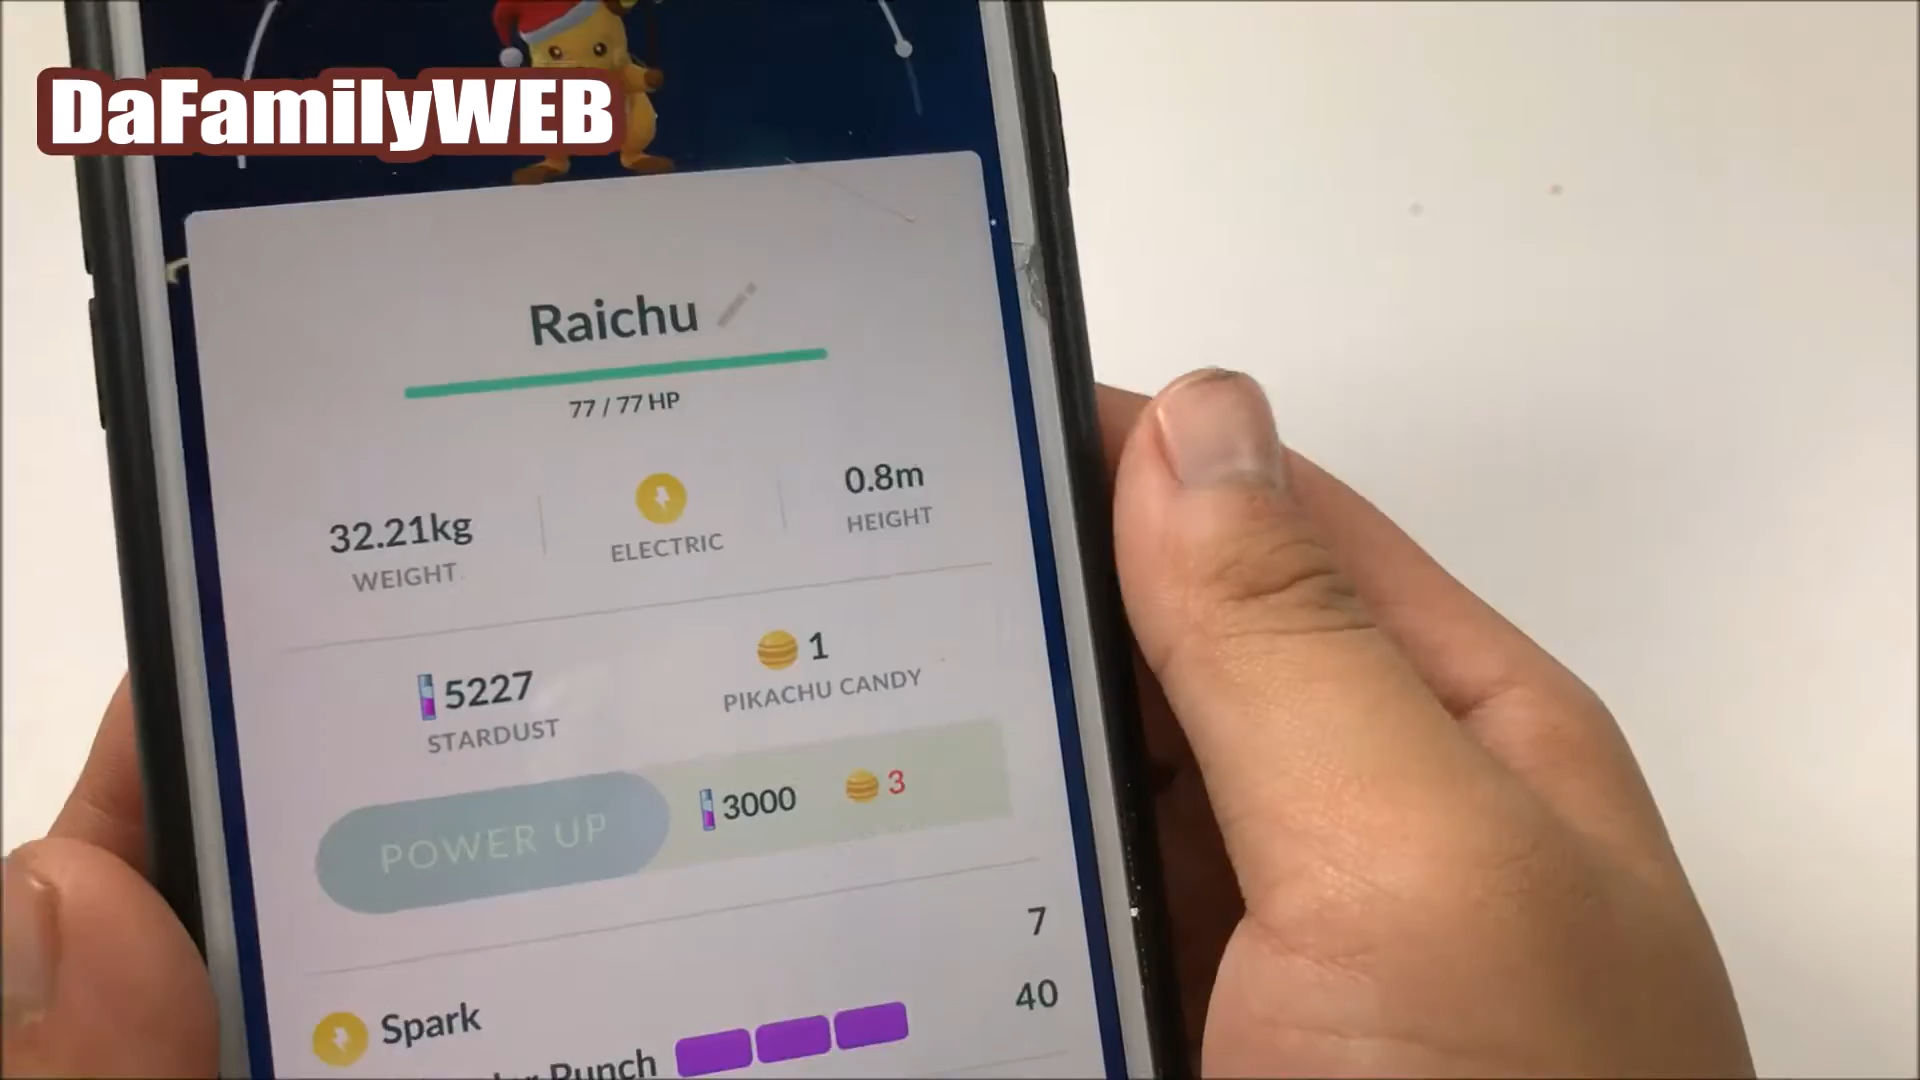 DaFamilyWEB
Raichu
77 / 77 HP
32.21kg
WEIGHT
ELECTRIC
0.8m
HEIGHT
5227
STARDUST
1
PIKACHU CANDY
POWER UP
3000
3
Spark
7
Punch
40